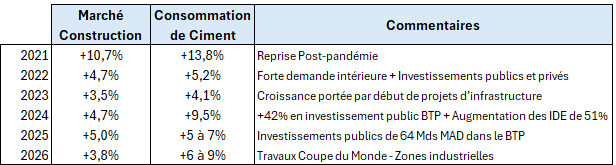 Marché Construction | Consommation de Ciment | Commentaires
2021 | +10,7% | +13,8% | Reprise Post-pandémie
2022 | +4,7% | +5,2% | Forte demande intérieure + Investissements publics et privés
2023 | +3,5% | +4,1% | Croissance portée par début de projets d'infrastructure
2024 | +4,7% | +9,5% | +42% en investissement public BTP + Augmentation des IDE de 51%
2025 | +5,0% | +5 à 7% | Investissements publics de 64 Mds MAD dans le BTP
2026 | +3,8% | +6 à 9% | Travaux Coupe du Monde - Zones industrielles